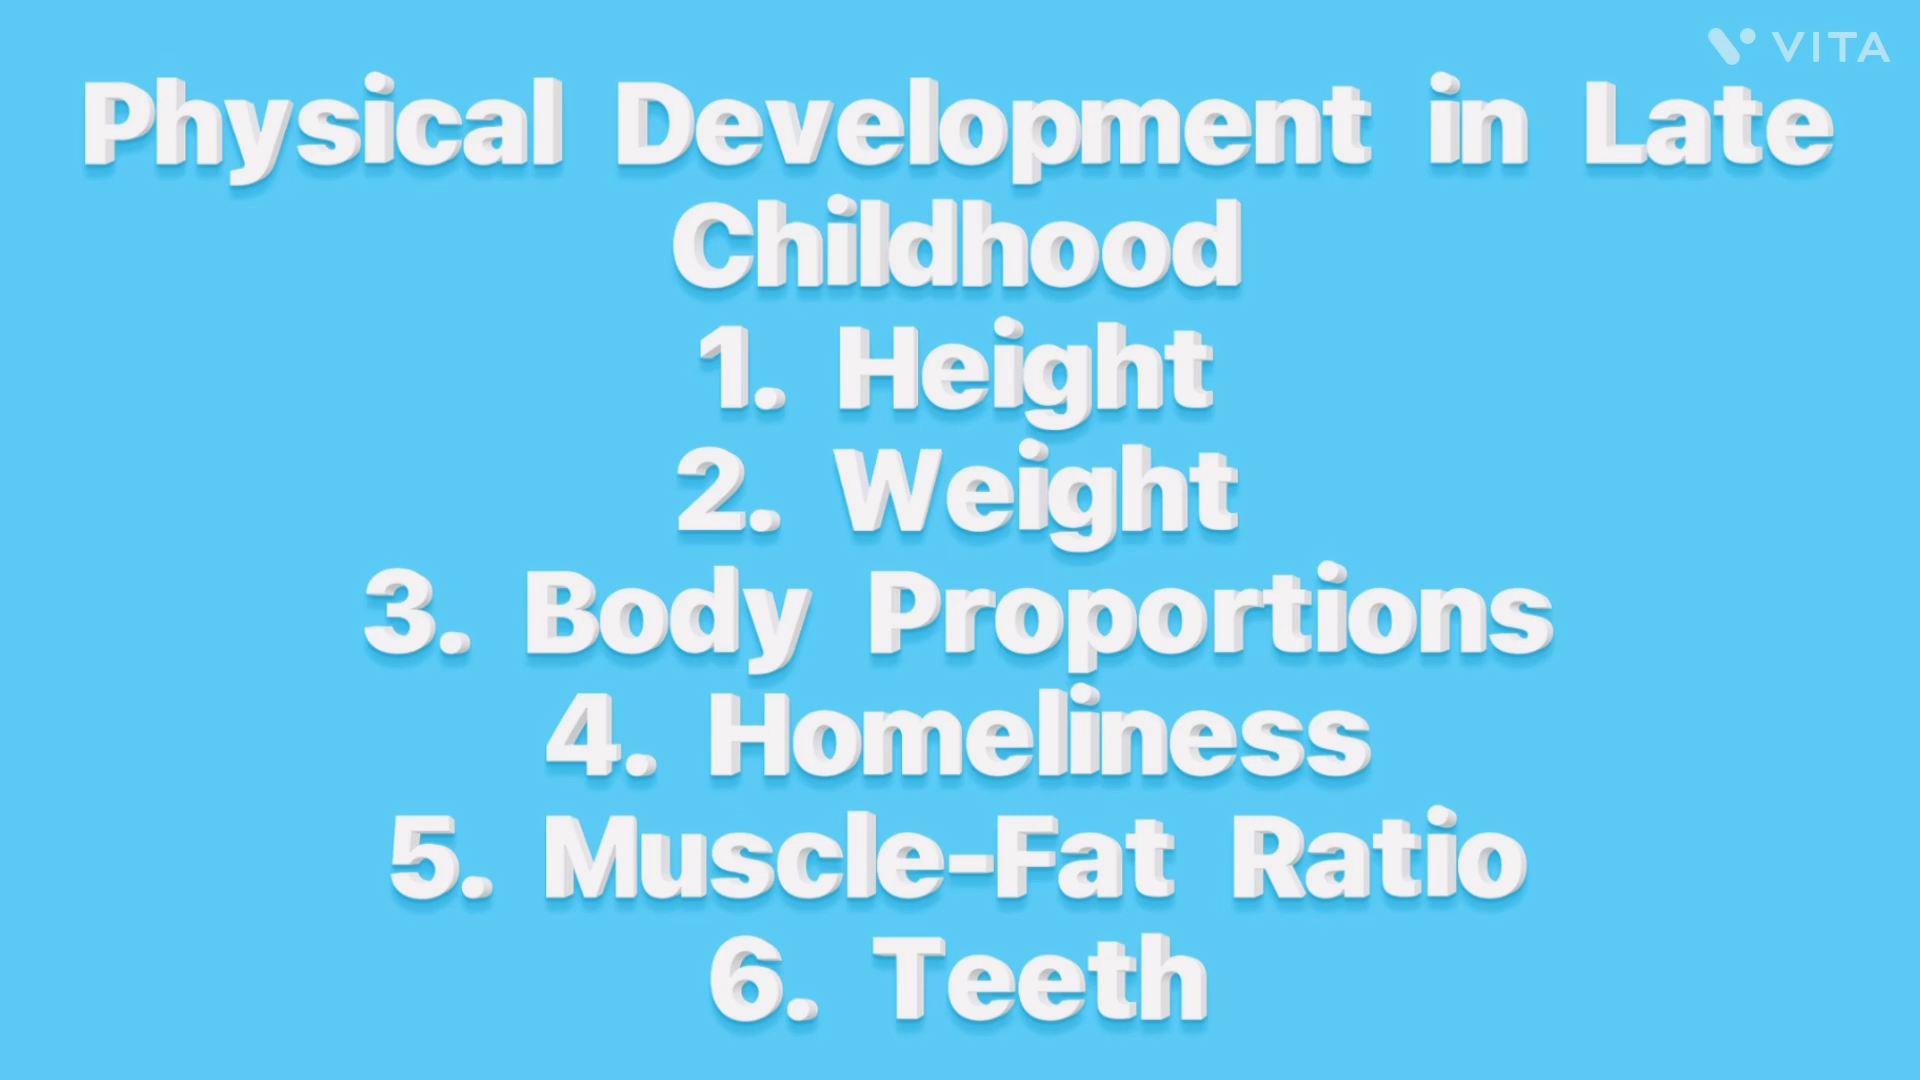 VITA
Physical Development in Late
Childhood
1. Height
2. Weight
3. Body Proportions
4. Homeliness
5. Muscle-Fat Ratio
6. Teeth